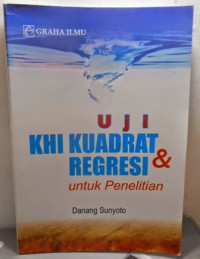 GRAHA ILMU
UJI
KHI KUADRAT &
REGRESI
untuk Penelitian
Danang Sunyoto